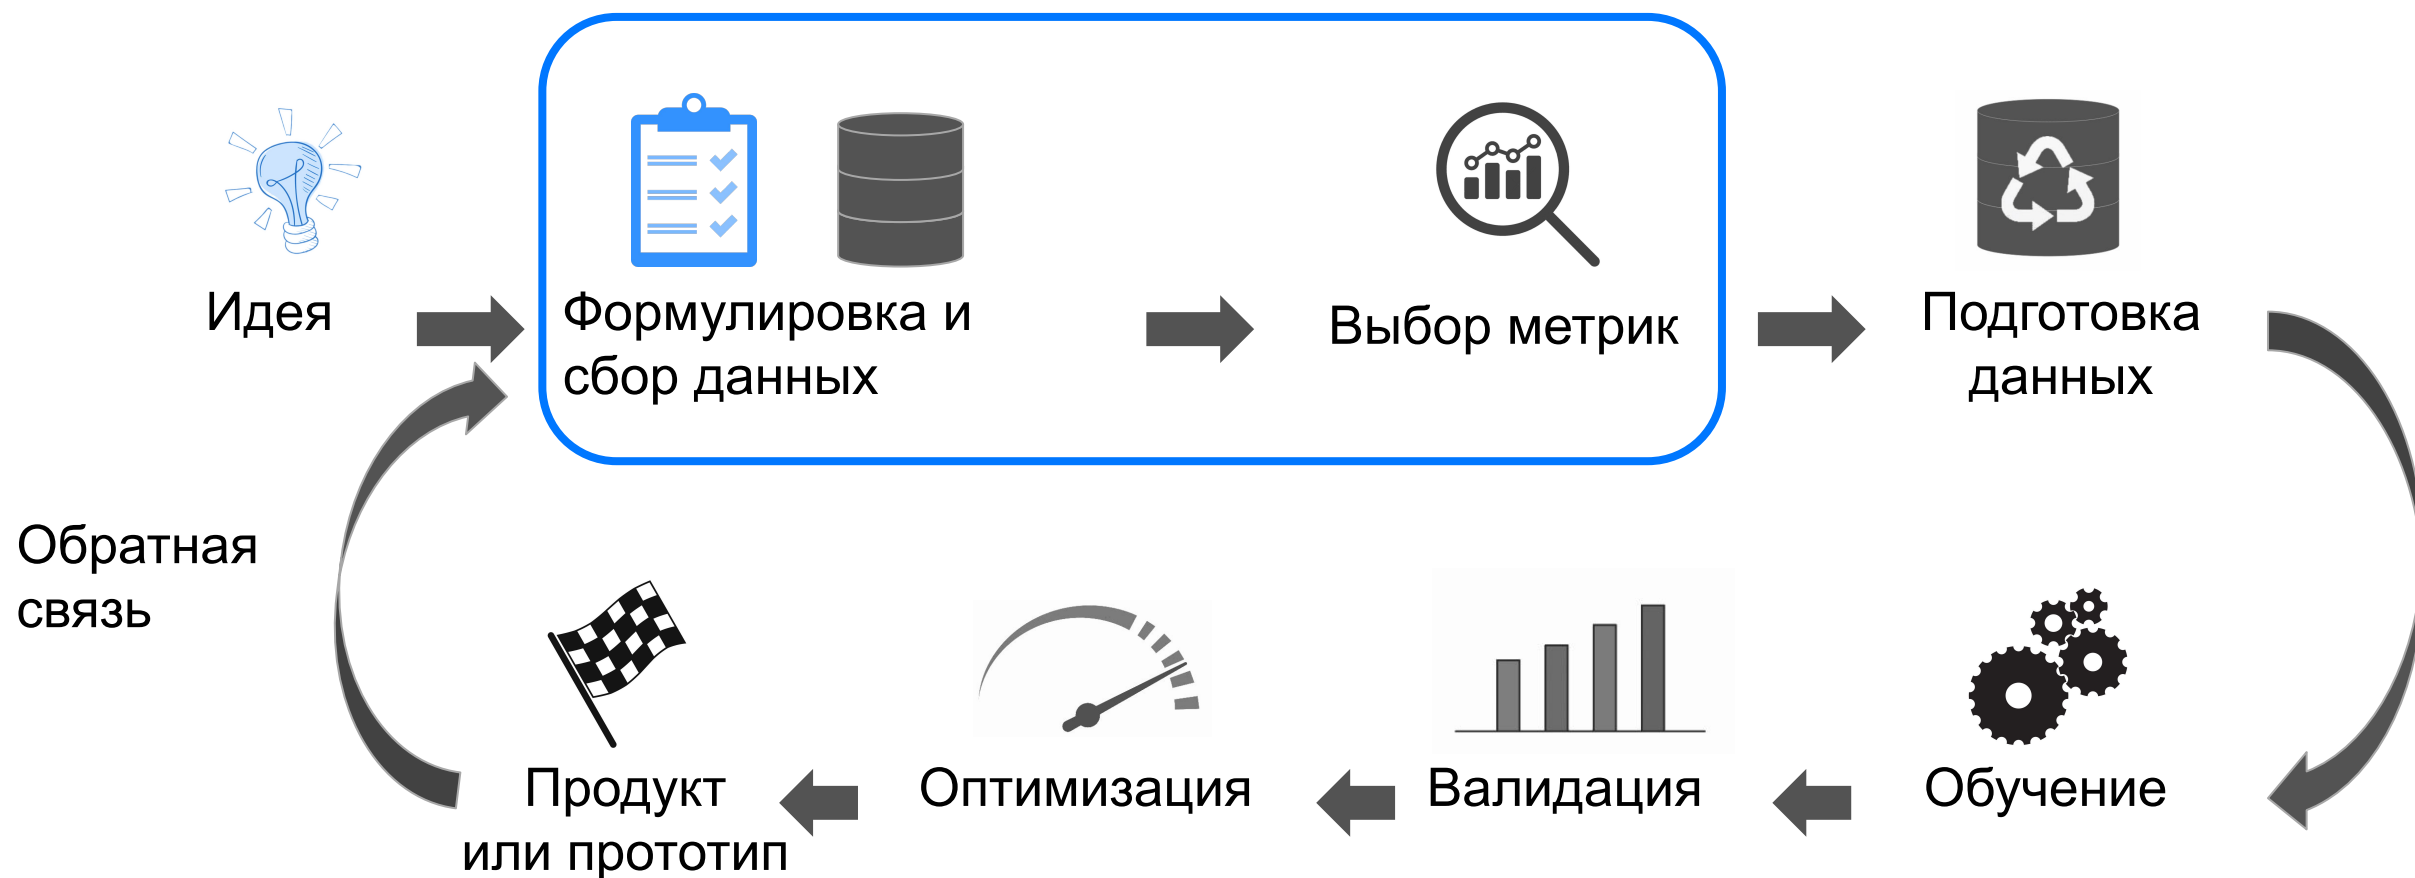 Идея
Формулировка и
сбор данных
Выбор метрик
Подготовка
данных
Обратная
связь
Продукт
или прототип
Оптимизация
Валидация
Обучение